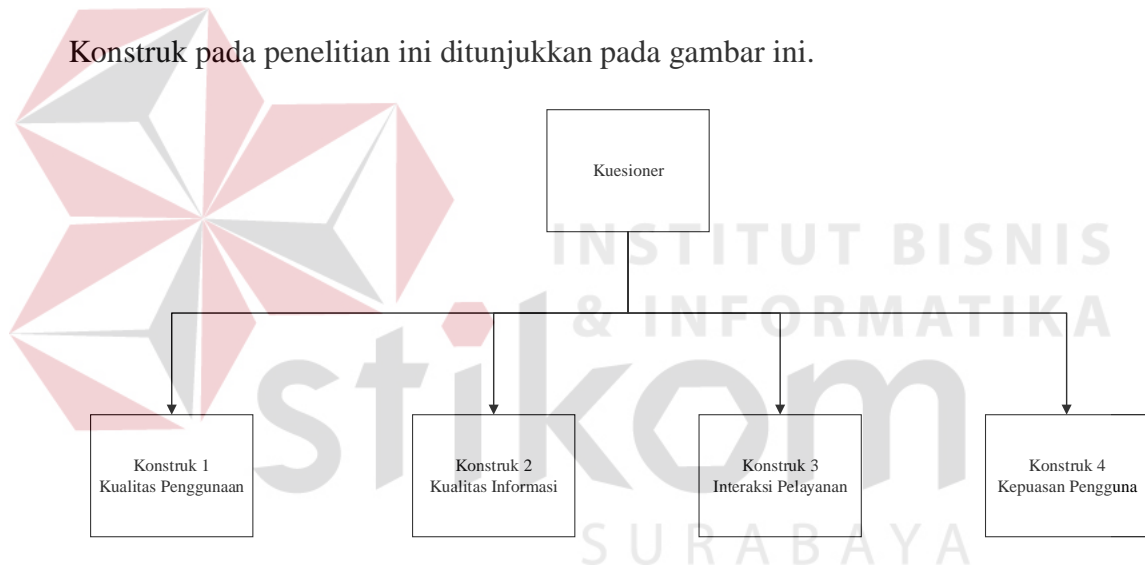 Konstruk pada penelitian ini ditunjukkan pada gambar ini.
Kuesioner
INSTITUT BISNIS
& INFORMATIKA
stikom
SURABAYA
Konstruk 1
Kualitas Penggunaan
Konstruk 2
Kualitas Informasi
Konstruk 3
Interaksi Pelayanan
Konstruk 4
Kepuasan Pengguna